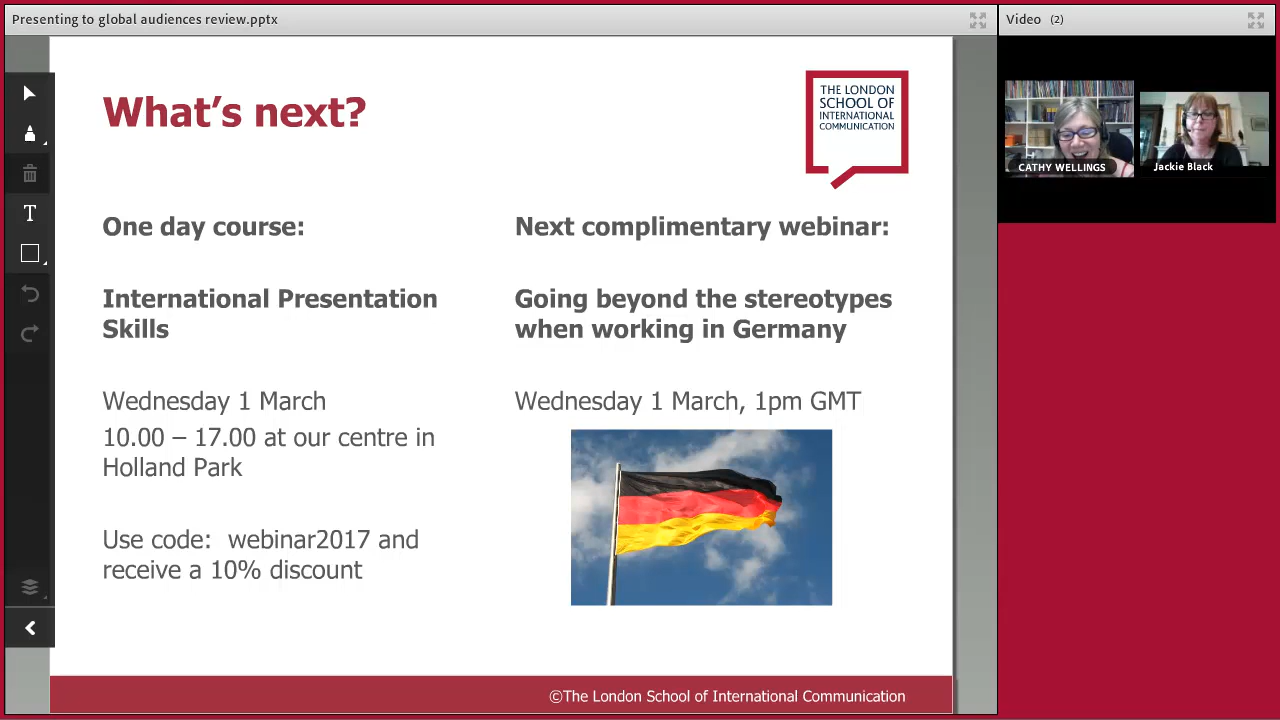 Presenting to global audiences review.pptx
Video (2)
What's next?
THE LONDON
SCHOOL OF
INTERNATIONAL
COMMUNICATION
CATHY WELLINGS
Jackie Black
One day course:
International Presentation
Skills
Wednesday 1 March
10.00 – 17.00 at our centre in
Holland Park
Use code:  webinar2017 and
receive a 10% discount
Next complimentary webinar:
Going beyond the stereotypes
when working in Germany
Wednesday 1 March, 1pm GMT
T
©The London School of International Communication